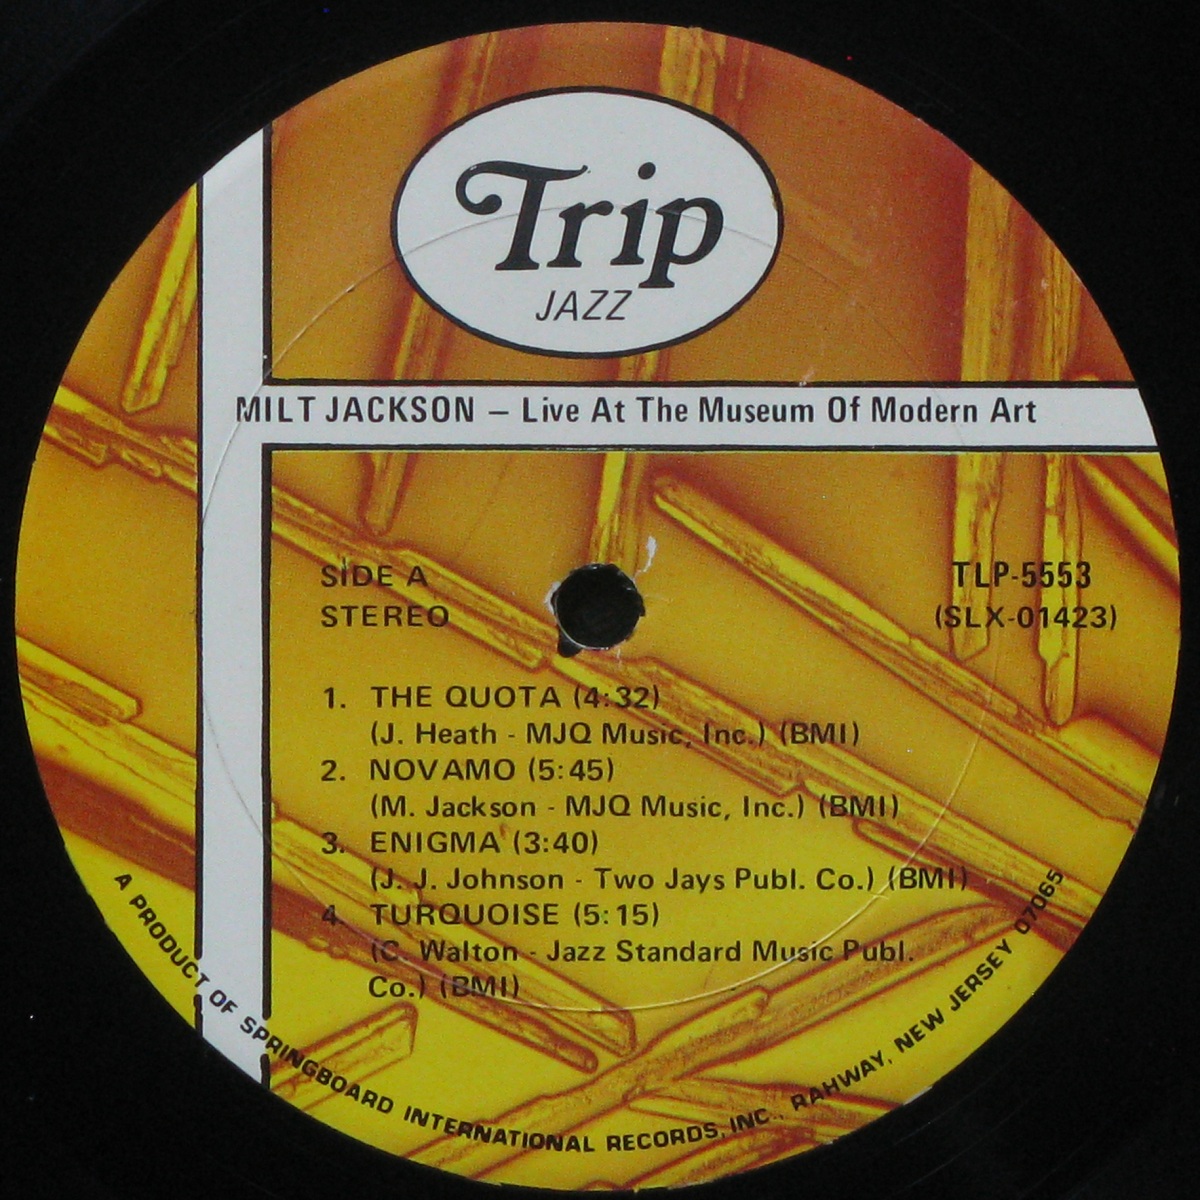 Trip
JAZZ
MILT JACKSON – Live At The Museum Of Modern Art
SIDE A
STEREO
TLP-5553
(SLX-01423)
1. THE QUOTA (4:32)
(J. Heath - MJQ Music, Inc.) (BMI)
2. NOVAMO (5:45)
(M. Jackson - MJQ Music, Inc.) (BMI)
3. ENIGMA (3:40)
(J. J. Johnson - Two Jays Publ. Co.) (BMI)
4. TURQUOISE (5:15)
(C. Walton - Jazz Standard Music Publ.
Co.) (BMI)
A PRODUCT OF SPRINGBOARD INTERNATIONAL RECORDS, INC., RAHWAY, NEW JERSEY 07065